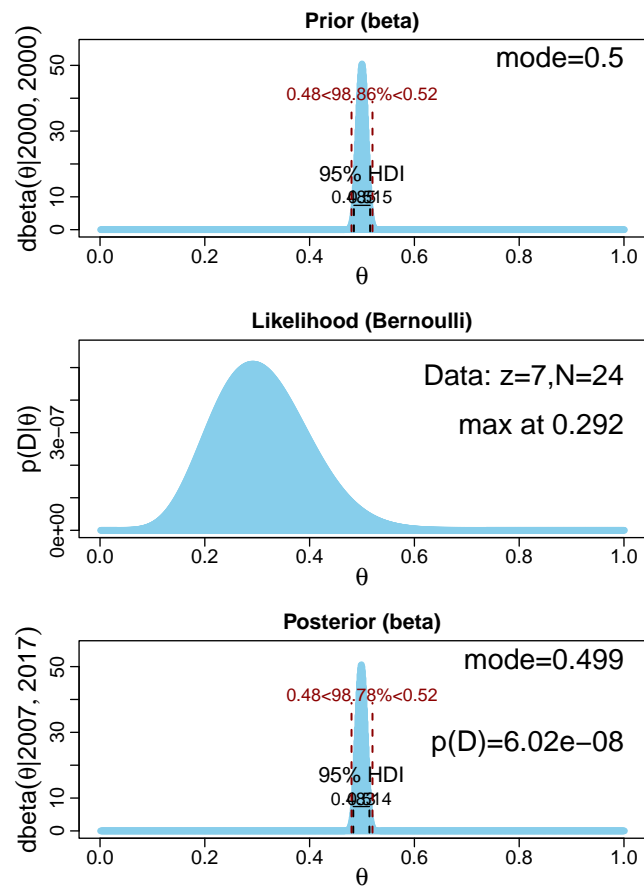 Prior (beta)
mode=0.5
0.48<98.86%<0.52
95% HDI
dbeta(θ|2000, 2000)
0 10 30 50
0.0 0.2 0.4 0.6 0.8 1.0
θ
Likelihood (Bernoulli)
Data: z=7,N=24
max at 0.292
p(D|θ)
0e+00 3e−07
0.0 0.2 0.4 0.6 0.8 1.0
θ
Posterior (beta)
mode=0.499
0.48<98.78%<0.52
p(D)=6.02e−08
95% HDI
dbeta(θ|2007, 2017)
0 10 30 50
0.0 0.2 0.4 0.6 0.8 1.0
θ